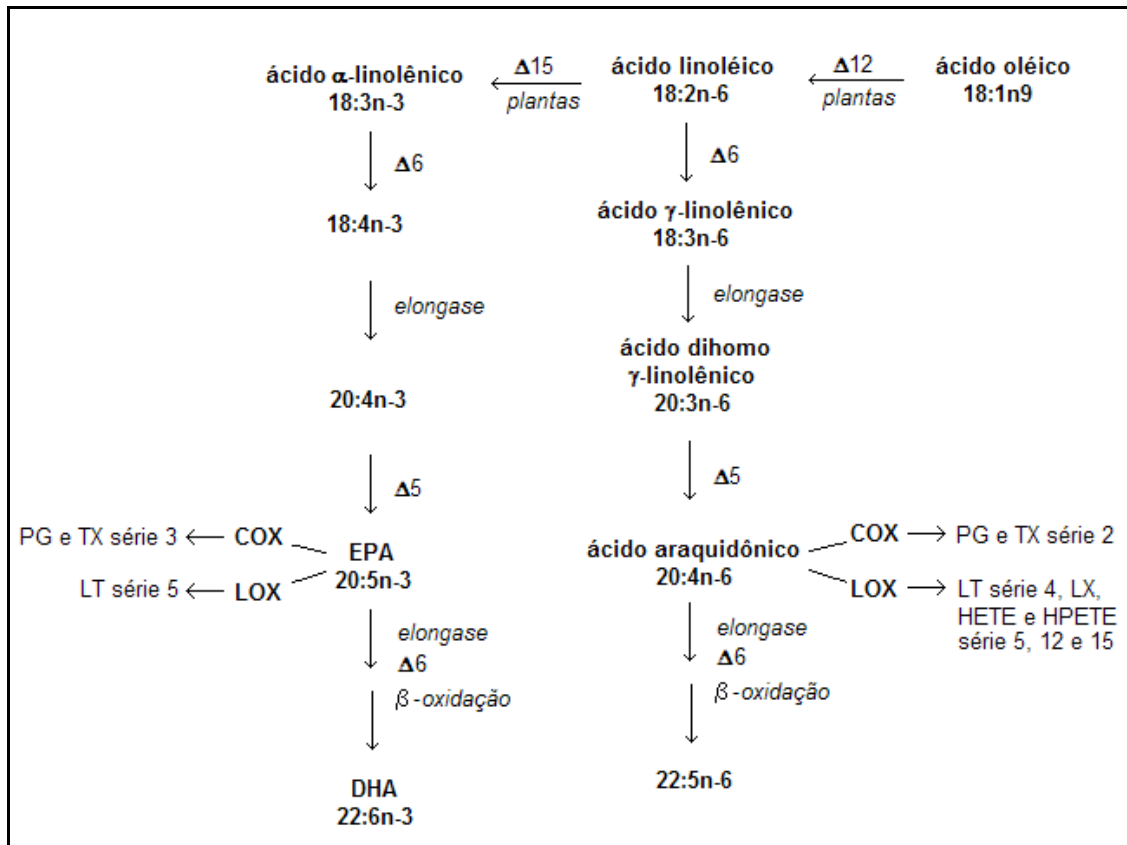 ácido α-linolênico
18:3n-3
Δ15
plantas
ácido linoléico
18:2n-6
Δ12
plantas
ácido oléico
18:1n9
Δ6
Δ6
18:4n-3
ácido γ-linolênico
18:3n-6
elongase
elongase
20:4n-3
ácido dihomo
γ-linolênico
20:3n-6
Δ5
Δ5
PG e TX série 3
COX
LT série 5
LOX
EPA
20:5n-3
ácido araquidônico
20:4n-6
COX
PG e TX série 2
LOX
LT série 4, LX,
HETE e HPETE
série 5, 12 e 15
elongase
Δ6
β-oxidação
elongase
Δ6
β-oxidação
DHA
22:6n-3
22:5n-6